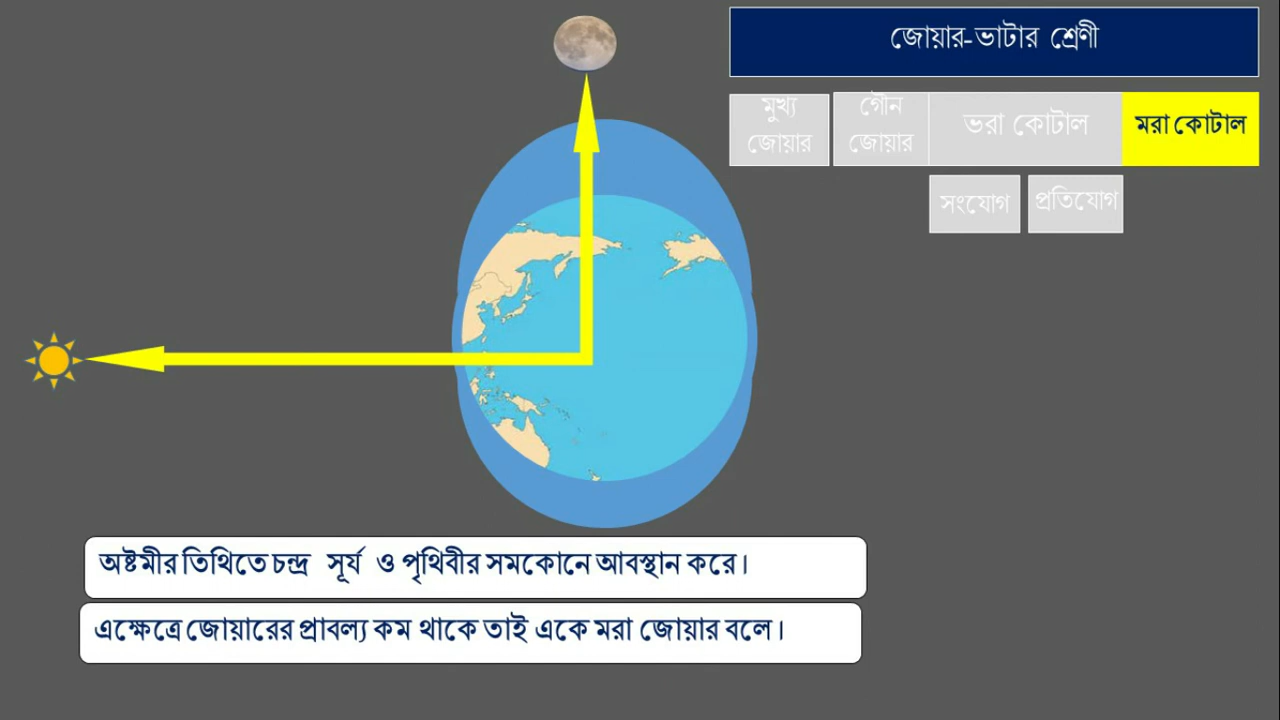 জোয়ার-ভাটার শ্রেণী
মুখ্য
জোয়ার
গৌন
জোয়ার
ভরা কোটাল
মরা কোটাল
সংযোগ
প্রতিযোগ
অষ্টমীর তিথিতে চন্দ্র সূর্য ও পৃথিবীর সমকোনে আবস্থান করে।
এক্ষেত্রে জোয়ারের প্রাবল্য কম থাকে তাই একে মরা জোয়ার বলে।